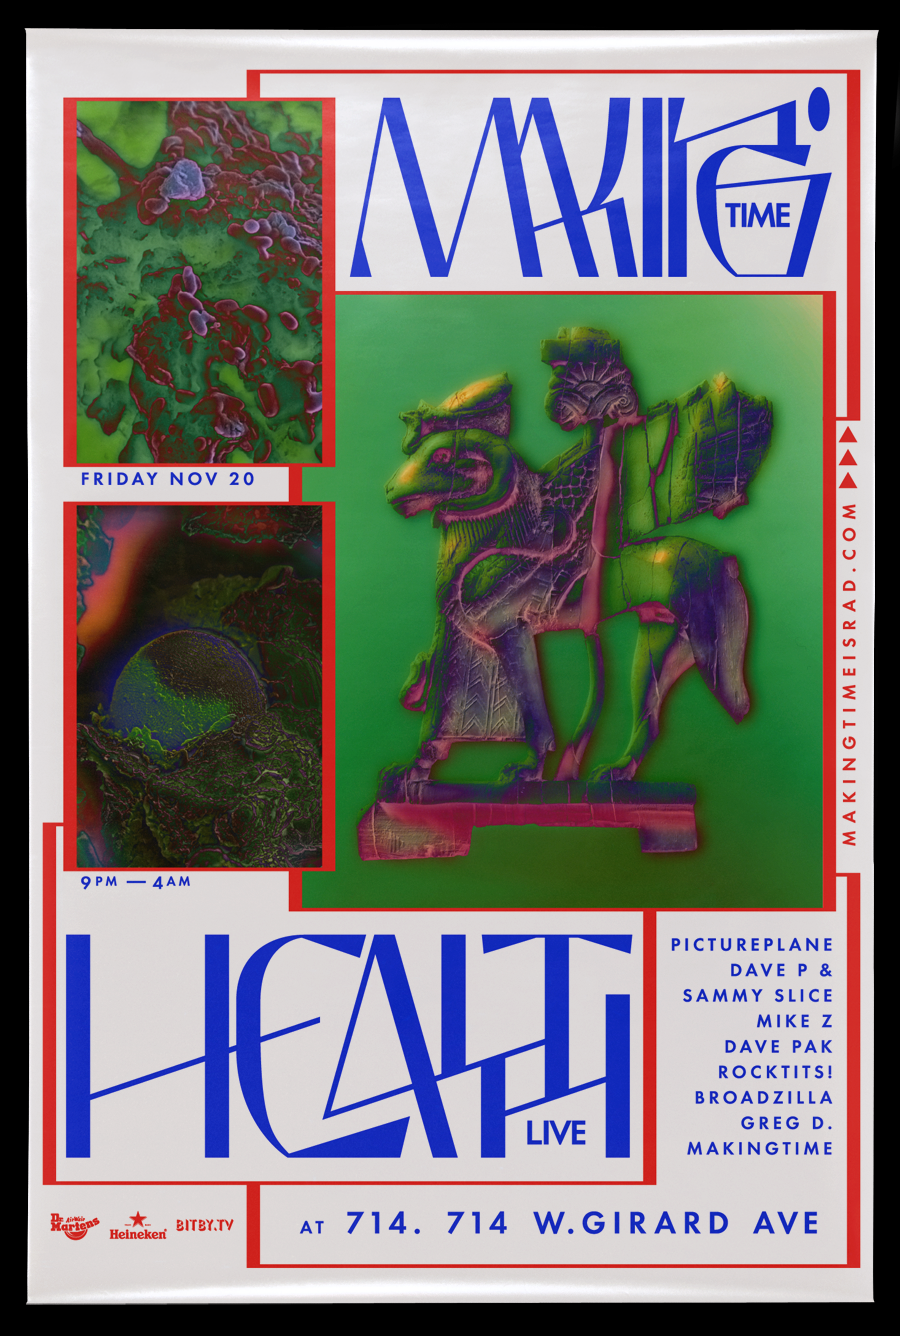 MAKING
TIME
FRIDAY NOV 20
▲▲▲ MAKINGTIMEISRAD.COM
9PM — 4AM
HEALTH
LIVE
PICTUREPLANE
DAVE P &
SAMMY SLICE
MIKE Z
DAVE PAK
ROCKTITS!
BROADZILLA
GREG D.
MAKINGTIME
Dr. AirWair
Martens
Heineken
BITBY.TV
AT 714. 714 W.GIRARD AVE